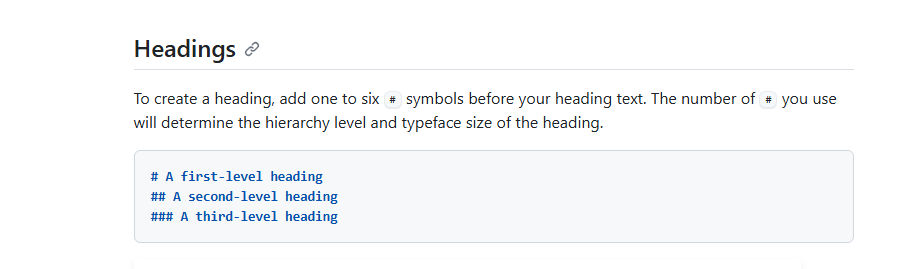 Headings
To create a heading, add one to six # symbols before your heading text. The number of # you use
will determine the hierarchy level and typeface size of the heading.
# A first-level heading
## A second-level heading
### A third-level heading